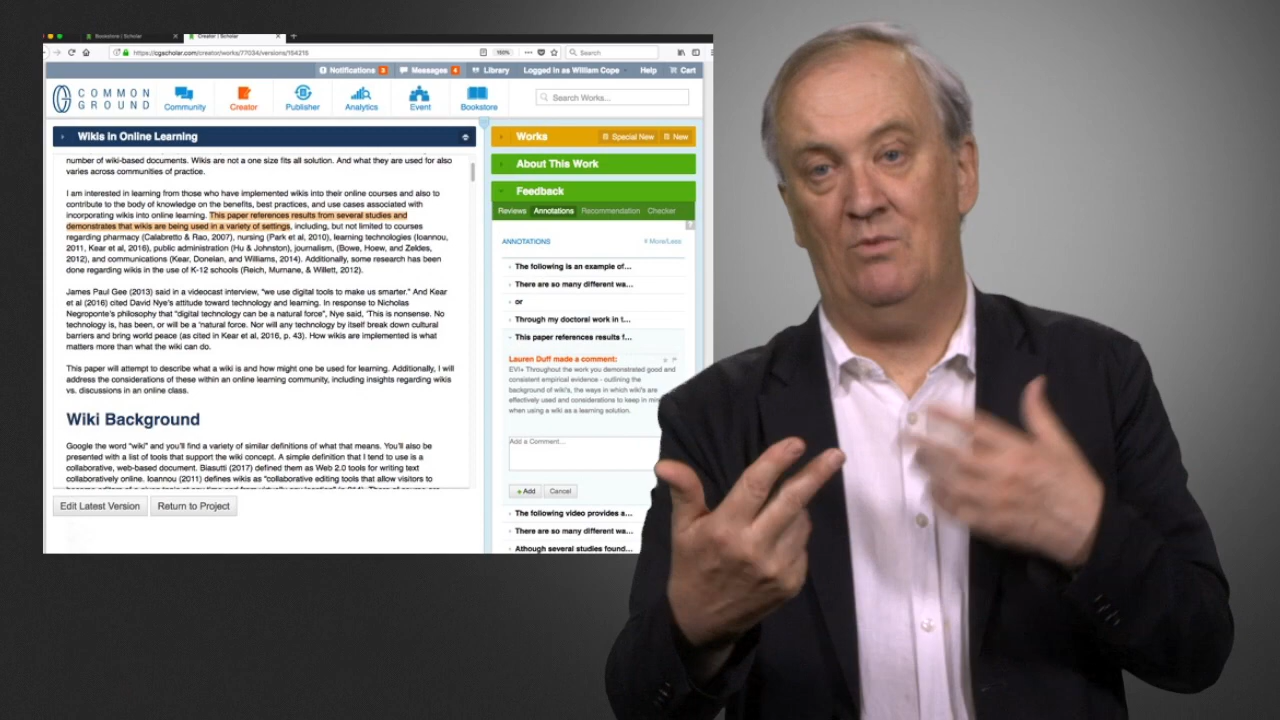 Bookstore | Scholar
Creator | Scholar
https://cgscholar.com/creator/works/77034/versions/154216
150%
Search
Notifications 3
Messages 4
Library
Logged in as William Cope
Help
Cart
COMMON
GROUND
Community
Creator
Publisher
Analytics
Event
Bookstore
Search Works...
Wikis in Online Learning
number of wiki-based documents. Wikis are not a one size fits all solution. And what they are used for also
varies across communities of practice.
I am interested in learning from those who have implemented wikis into their online courses and also to
contribute to the body of knowledge on the benefits, best practices, and use cases associated with
incorporating wikis into online learning. This paper references results from several studies and
demonstrates that wikis are being used in a variety of settings, including, but not limited to courses
regarding pharmacy (Calabretto & Rao, 2007), nursing (Park et al, 2010), learning technologies (Ioannou,
2011, Kear et al, 2016), public administration (Hu & Johnston), journalism, (Bowe, Hoew, and Zeldes,
2012), and communications (Kear, Donelan, and Williams, 2014). Additionally, some research has been
done regarding wikis in the use of K-12 schools (Reich, Murnane, & Willett, 2012).
James Paul Gee (2013) said in a videocast interview, “we use digital tools to make us smarter.” And Kear
et al (2016) cited David Nye's attitude toward technology and learning. In response to Nicholas
Negroponte's philosophy that “digital technology can be a natural force”, Nye said, ‘This is nonsense. No
technology is, has been, or will be a ‘natural force. Nor will any technology by itself break down cultural
barriers and bring world peace (as cited in Kear et al, 2016, p. 43). How wikis are implemented is what
matters more than what the wiki can do.
This paper will attempt to describe what a wiki is and how might one be used for learning. Additionally, I will
address the considerations of these within an online learning community, including insights regarding wikis
vs. discussions in an online class.
Wiki Background
Google the word “wiki” and you'll find a variety of similar definitions of what that means. You'll also be
presented with a list of tools that support the wiki concept. A simple definition that I tend to use is a
collaborative, web-based document. Biasutti (2017) defined them as Web 2.0 tools for writing text
collaboratively online. Ioannou (2011) defines wikis as “collaborative editing tools that allow visitors to
Edit Latest Version
Return to Project
Works
Special New
New
About This Work
Feedback
Reviews
Annotations
Recommendation
Checker
ANNOTATIONS
More/Less
The following is an example of...
There are so many different wa...
or
Through my doctoral work in t...
This paper references results f...
Lauren Duff made a comment:
EVI+ Throughout the work you demonstrated good and
consistent empirical evidence - outlining the
background of wiki's, the ways in which wiki's are
effectively used and considerations to keep in
when using a wiki as a learning solution.
Add a Comment...
+ Add
Cancel
The following video provides a...
There are so many different wa...
Although several studies found...